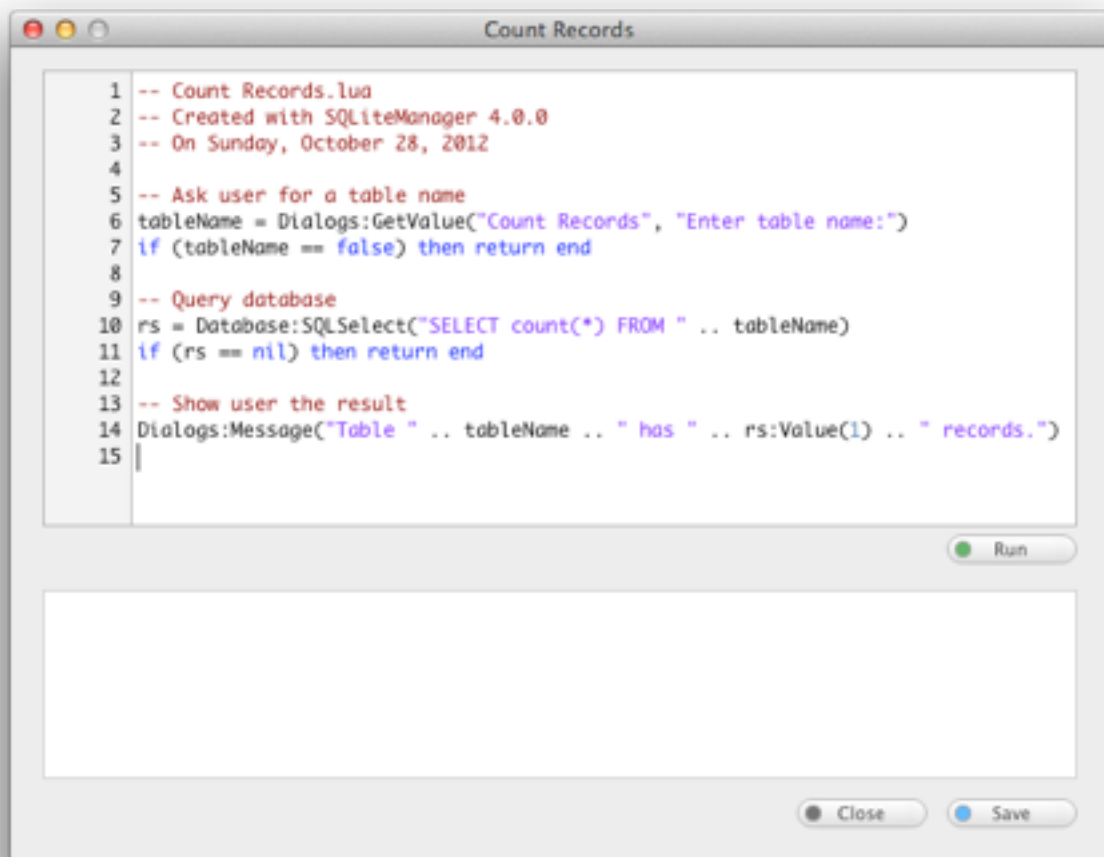 Count Records
1 -- Count Records.lua
2 -- Created with SQLiteManager 4.0.0
3 -- On Sunday, October 28, 2012
4
5 -- Ask user for a table name
6 tableName = Dialogs:GetValue("Count Records", "Enter table name:")
7 if (tableName == false) then return end
8
9 -- Query database
10 rs = Database:SQLSelect("SELECT count(*) FROM " .. tableName)
11 if (rs == nil) then return end
12
13 -- Show user the result
14 Dialogs:Message("Table " .. tableName .. " has " .. rs:Value(1) .. " records.")
15
Run
Close Save